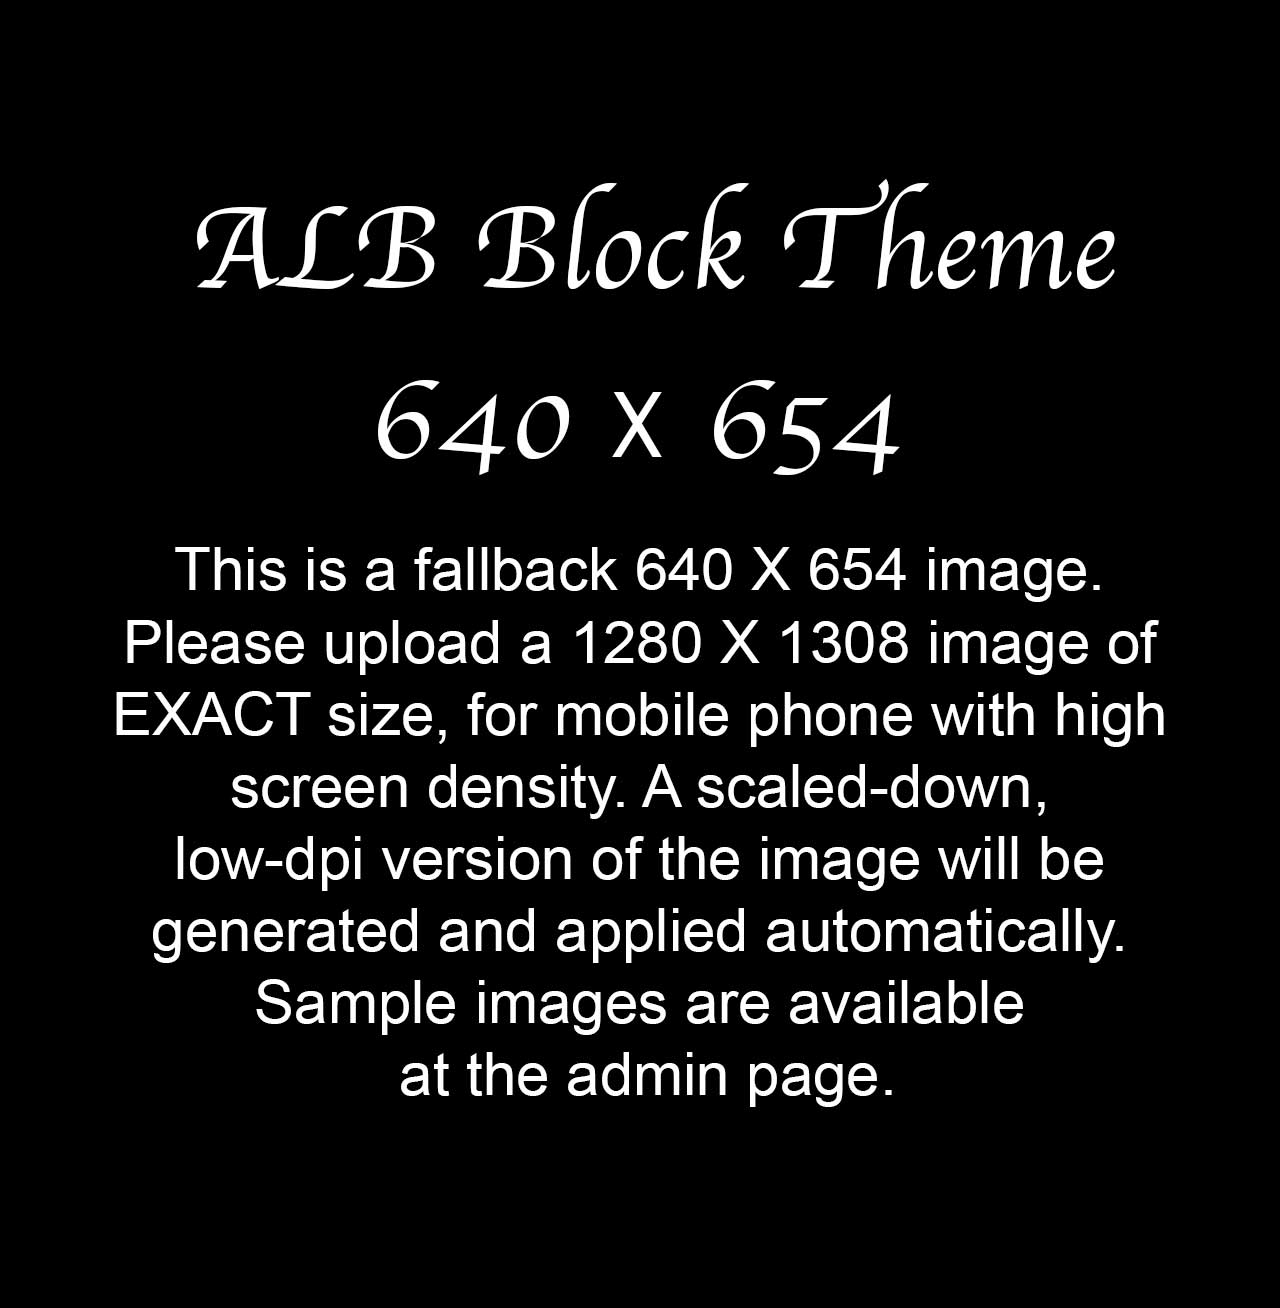 ALB Block Theme
640 X 654
This is a fallback 640 X 654 image.
Please upload a 1280 X 1308 image of
EXACT size, for mobile phone with high
screen density. A scaled-down,
low-dpi version of the image will be
generated and applied automatically.
Sample images are available
at the admin page.